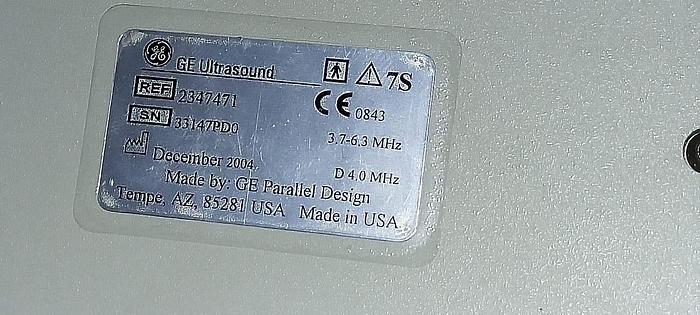 GE Ultrasound 7S
REF 2347471 CE 0843
SN 33147PD0 3.7-6.3 MHz
December 2004 D 4.0 MHz
Made by: GE Parallel Design
Tempe, AZ, 85281 USA Made in USA